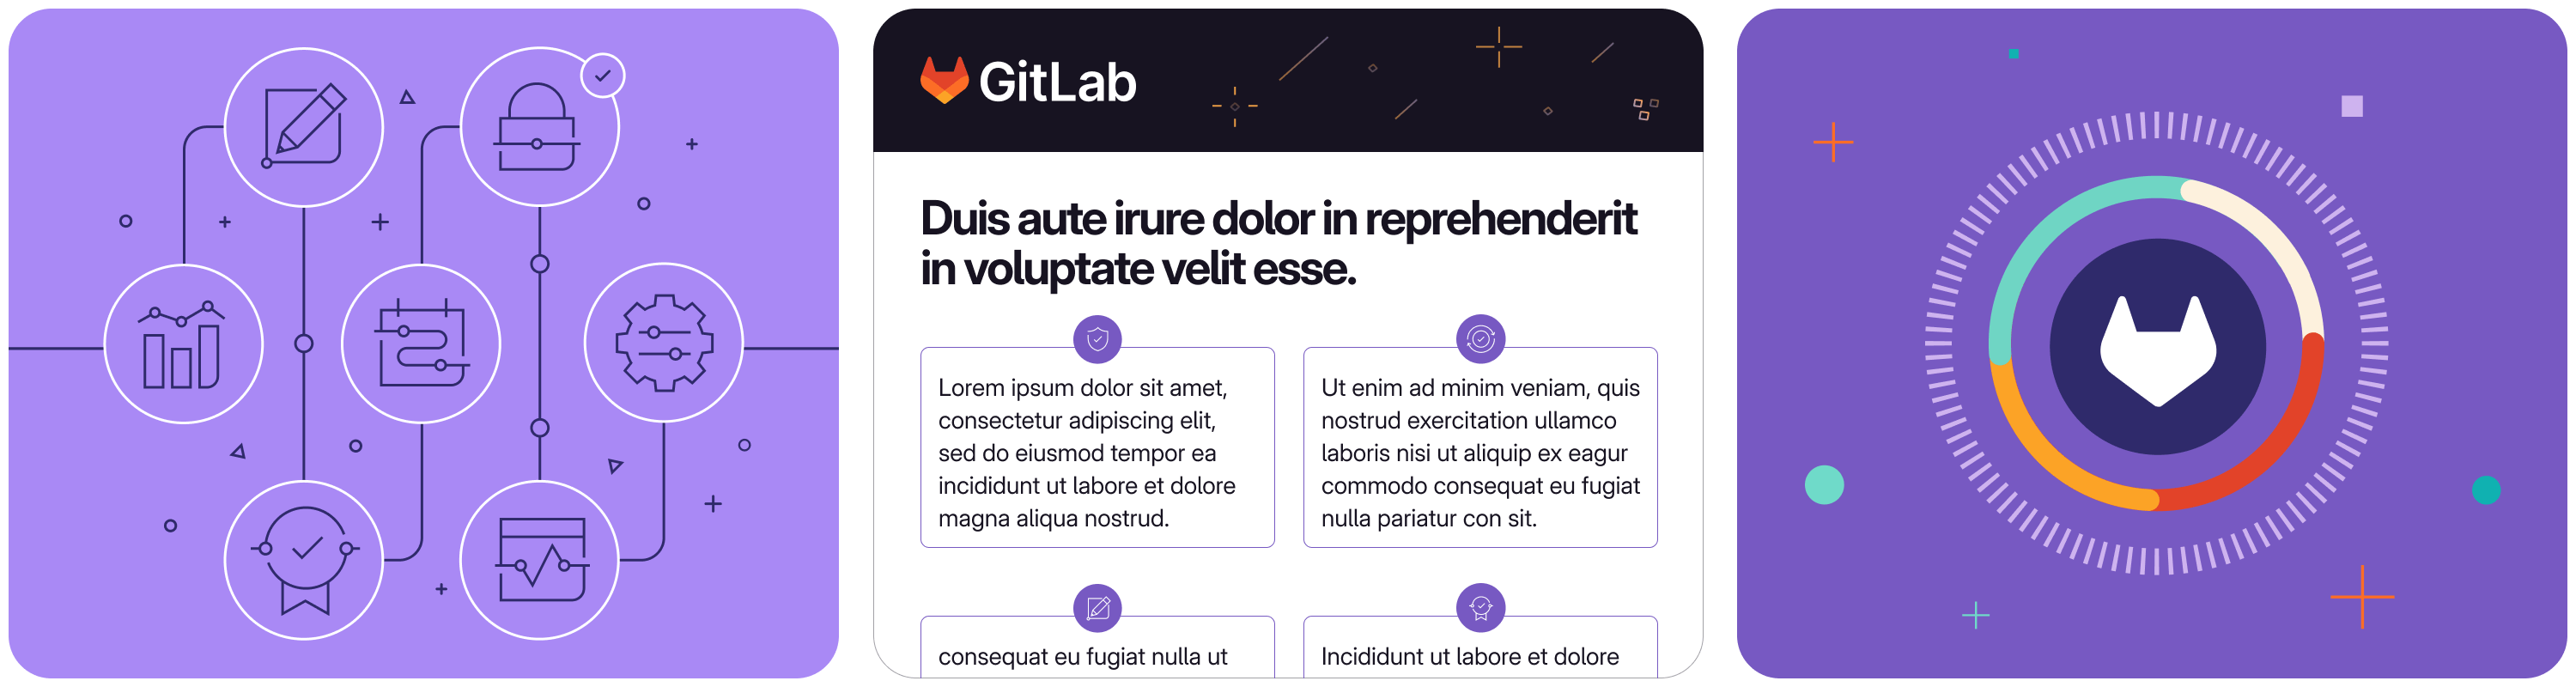 GitLab
Duis aute irure dolor in reprehenderit
in voluptate velit esse.
Lorem ipsum dolor sit amet,
consectetur adipiscing elit,
sed do eiusmod tempor ea
incididunt ut labore et dolore
magna aliqua nostrud.
Ut enim ad minim veniam, quis
nostrud exercitation ullamco
laboris nisi ut aliquip ex eagur
commodo consequat eu fugiat
nulla pariatur con sit.
consequat eu fugiat nulla ut
Incididunt ut labore et dolore